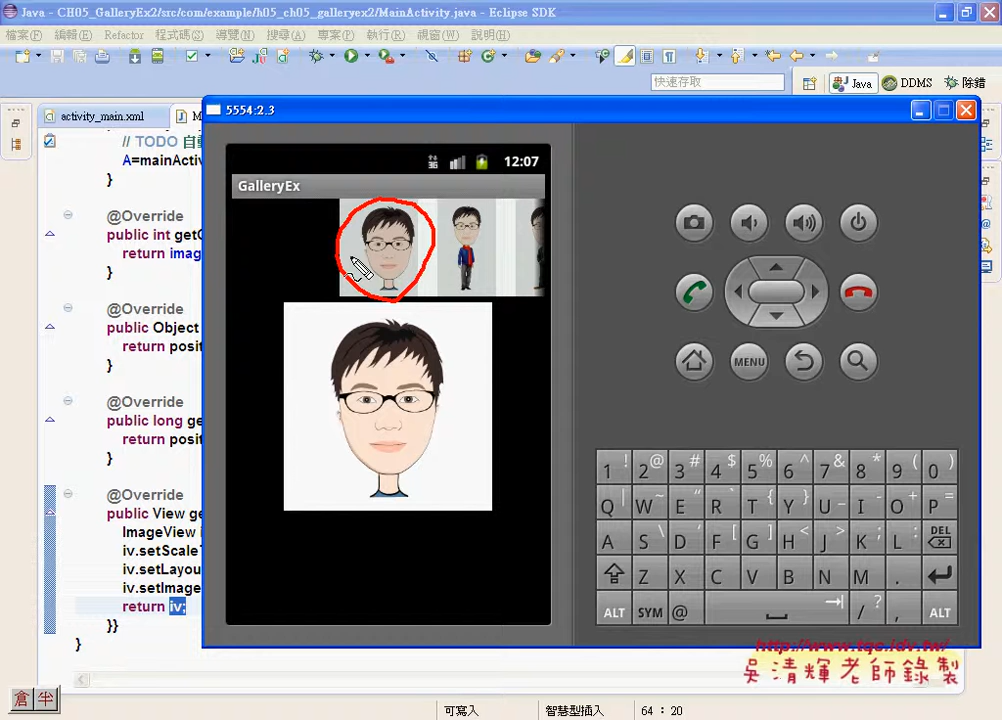 Java - CH05_GalleryEx2/src/com/example/h05_ch05_galleryex2/MainActivity.java - Eclipse SDK
檔案(F) 編輯(E) Refactor 程式碼(S) 導覽(N) 搜尋(A) 專案(P) 執行(R) 視窗(W) 說明(H)
快速存取
Java DDMS 除錯
activity_main.xml
M
5554:2.3
12:07
GalleryEx
// TODO 自
A=mainActiv
}
@Override
public int getC
return imag
}
@Override
public Object
return posit
}
@Override
public long ge
return posit
}
@Override
public View ge
ImageView i
iv.setScaleT
iv.setLayou
iv.setImage
return iv;
}}
}
MENU
1 ! 2 @ 3 # 4 $ 5 % 6 ^ 7 & 8 * 9 ( 0 )
Q W ~ E R T { Y } U - I O + P =
A S \ D F [ G ] H < J > K ; L : DEL
Z X C V B N M .
ALT SYM @ / ? , ALT
http://www.tqc.idv.tw/
吳清輝老師錄製
倉 半
可寫入 智慧型插入 64 : 20